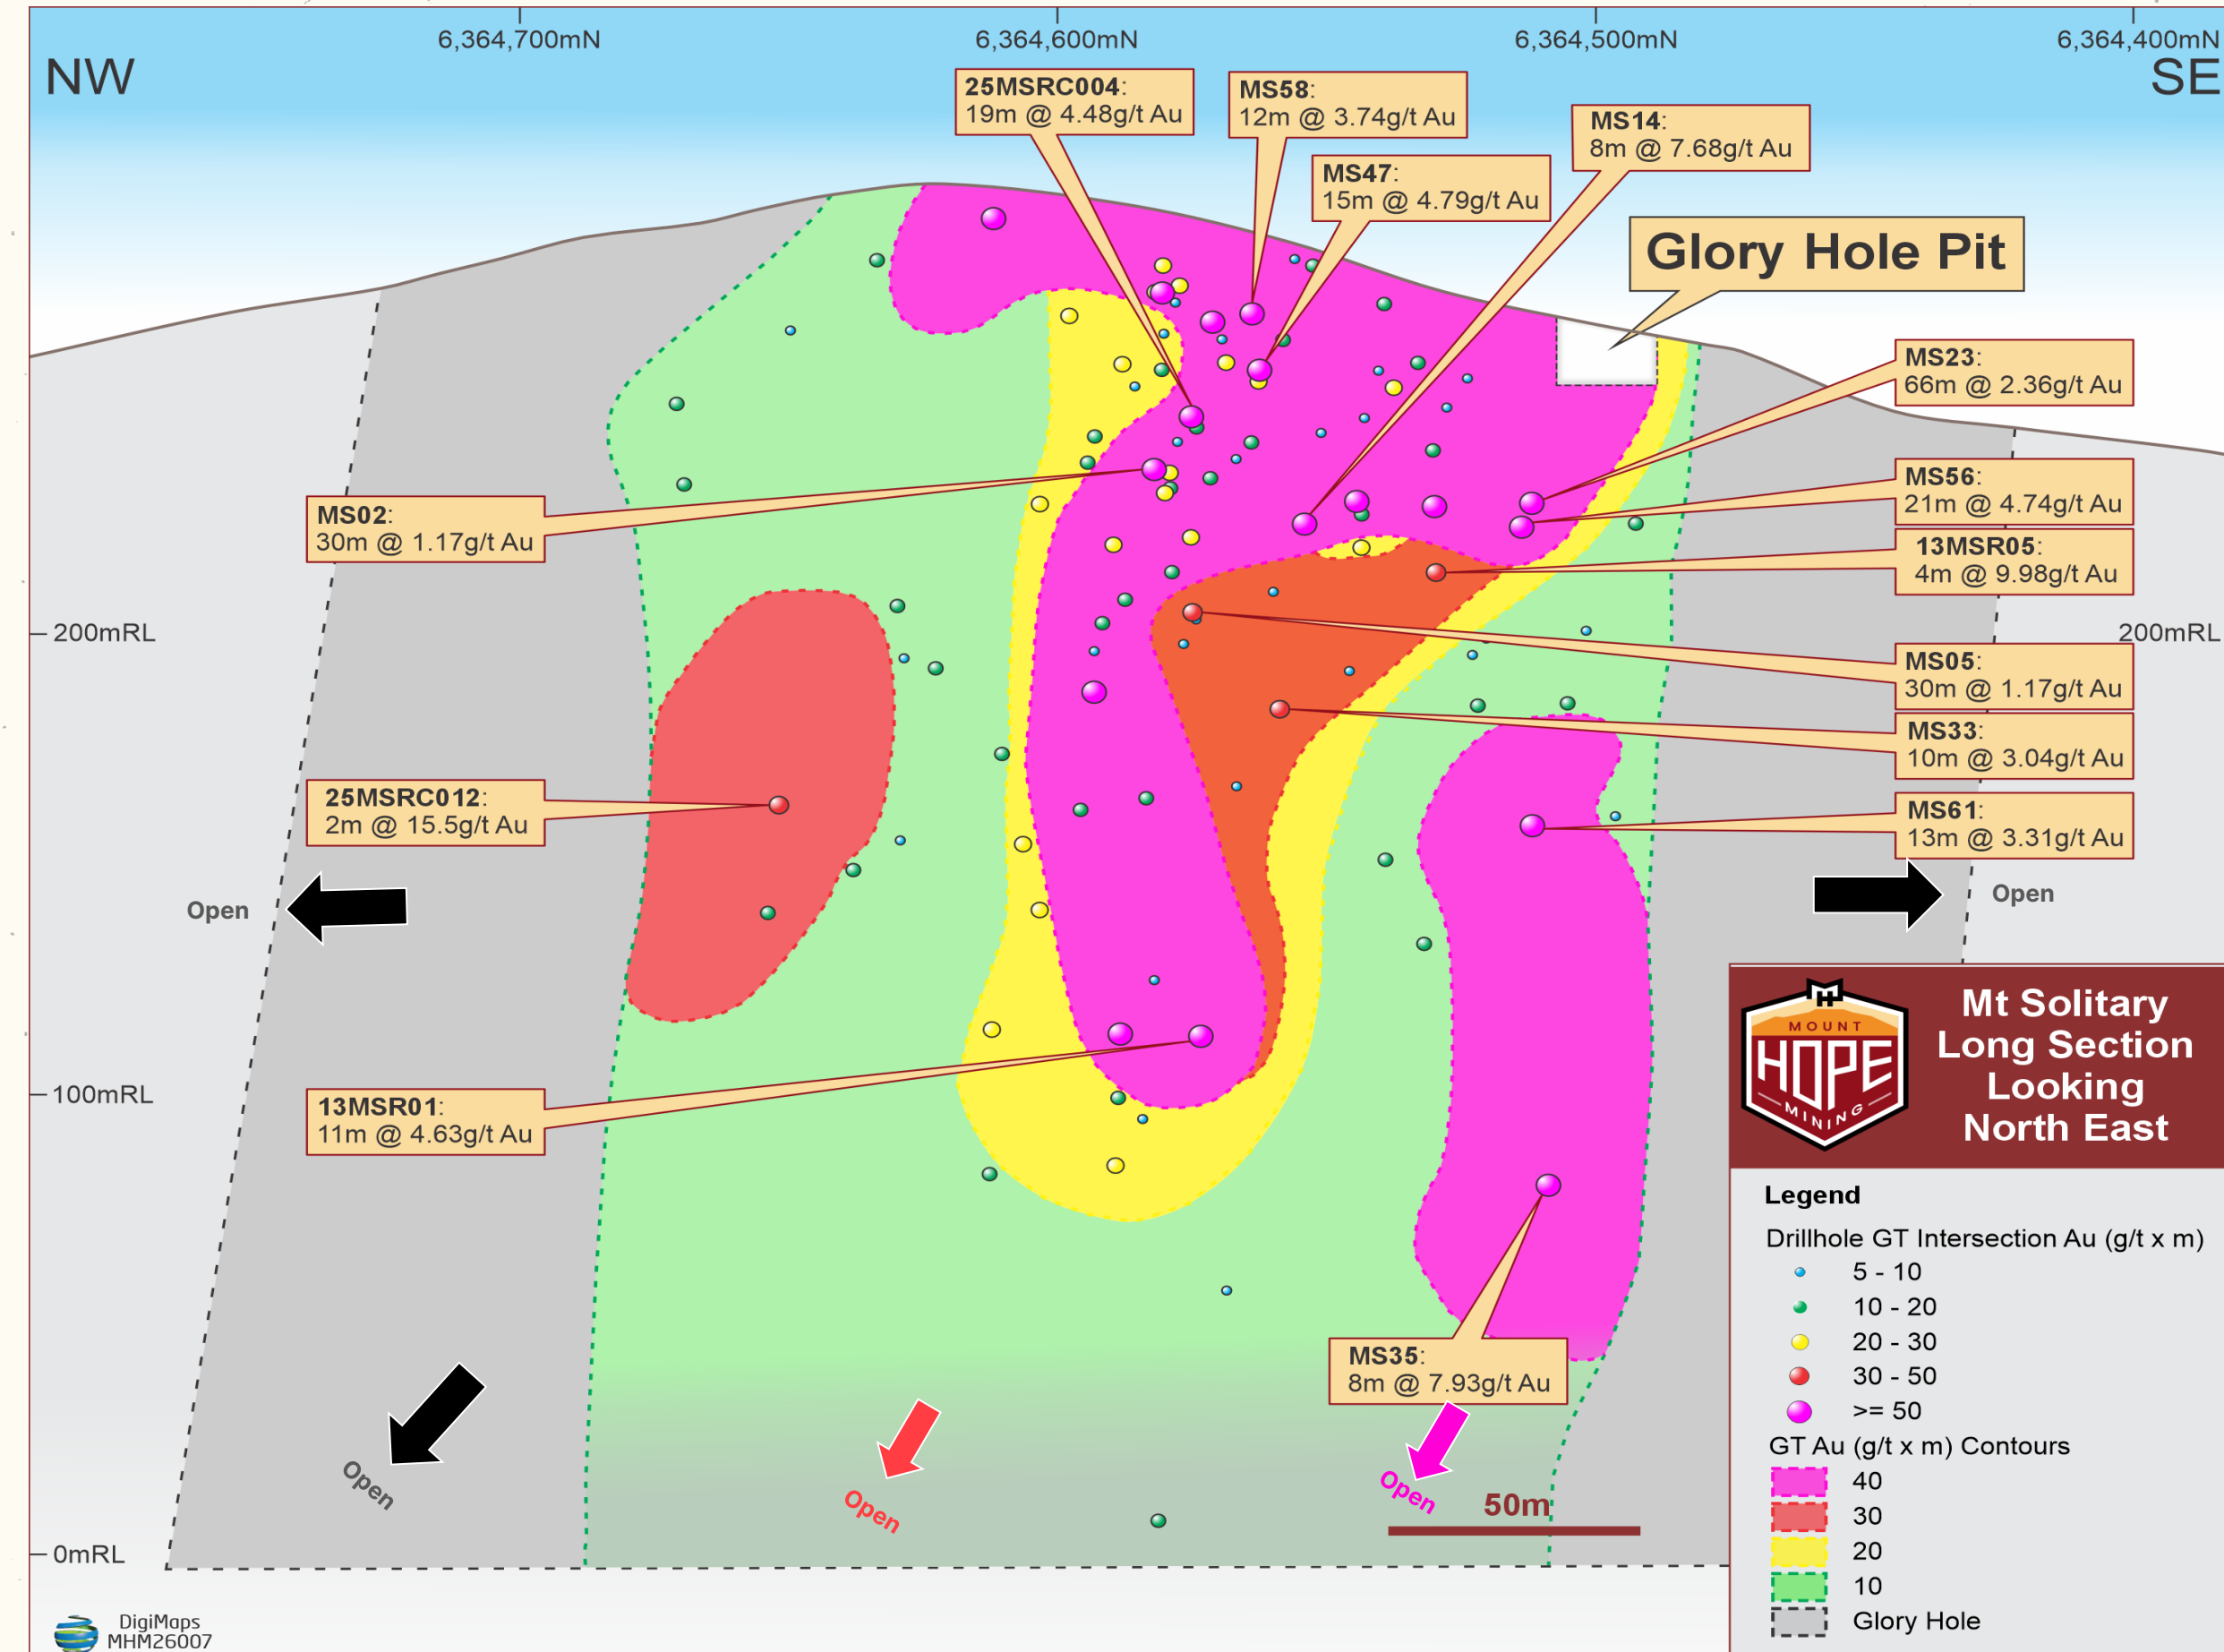 6,364,700mN
6,364,600mN
6,364,500mN
6,364,400mN
NW
SE
25MSRC004:
19m @ 4.48g/t Au
MS58:
12m @ 3.74g/t Au
MS14:
8m @ 7.68g/t Au
MS47:
15m @ 4.79g/t Au
Glory Hole Pit
MS23:
66m @ 2.36g/t Au
MS56:
21m @ 4.74g/t Au
MS02:
30m @ 1.17g/t Au
13MSR05:
4m @ 9.98g/t Au
200mRL
200mRL
MS05:
30m @ 1.17g/t Au
MS33:
10m @ 3.04g/t Au
25MSRC012:
2m @ 15.5g/t Au
MS61:
13m @ 3.31g/t Au
Open
Open
100mRL
13MSR01:
11m @ 4.63g/t Au
MS35:
8m @ 7.93g/t Au
Open
Open
Open
50m
0mRL
DigiMaps
MHM26007
MH
MOUNT
HOPE
MINING
Mt Solitary
Long Section
Looking
North East
Legend
Drillhole GT Intersection Au (g/t x m)
5 - 10
10 - 20
20 - 30
30 - 50
>= 50
GT Au (g/t x m) Contours
40
30
20
10
Glory Hole